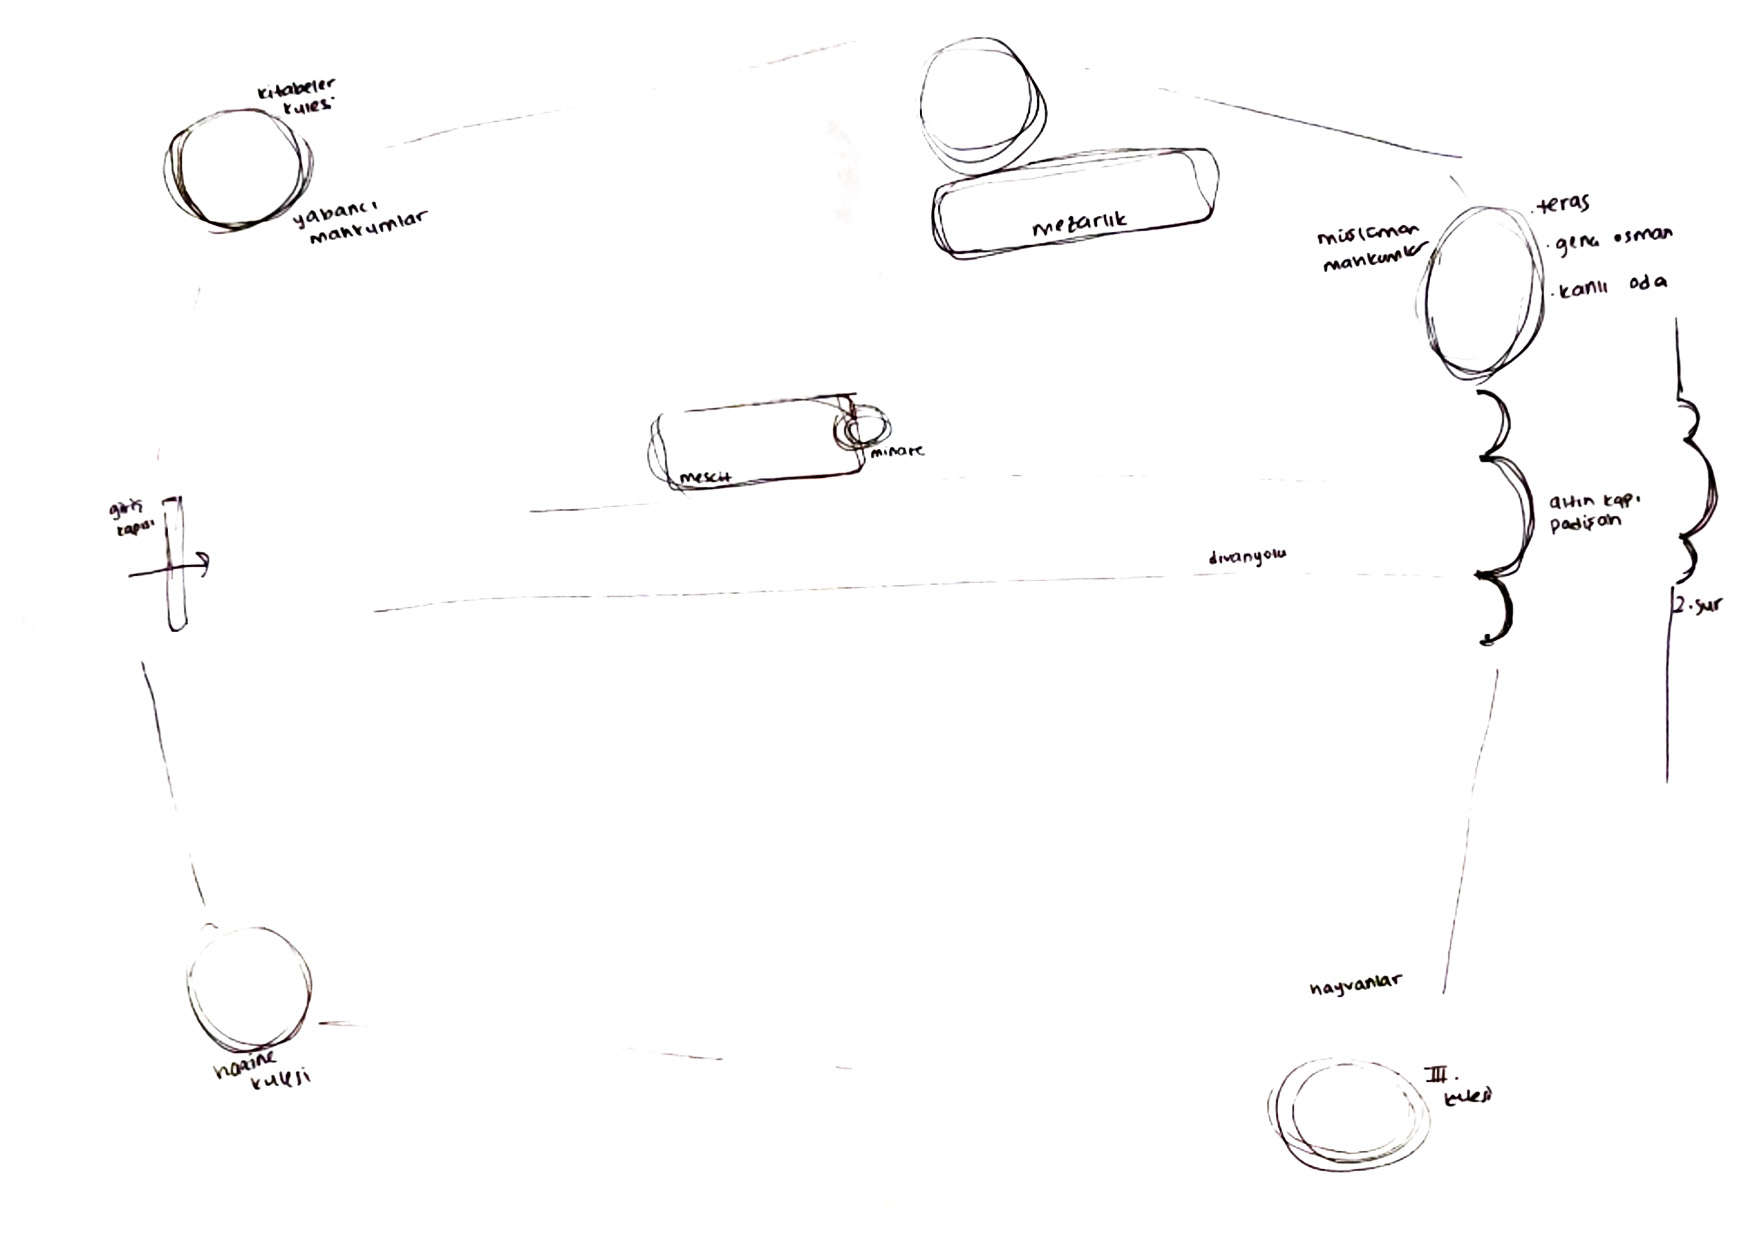 kitabeler
kulesi
yabancı
mahkumlar
mezarlık
müslüman
mahkumlar
.teras
.genç osman
.kanlı oda
mescit
minare
giriş
kapısı
divanyolu
altın kapı
padişah
2.sur
hazine
kulesi
hayvanlar
III.
kulesi